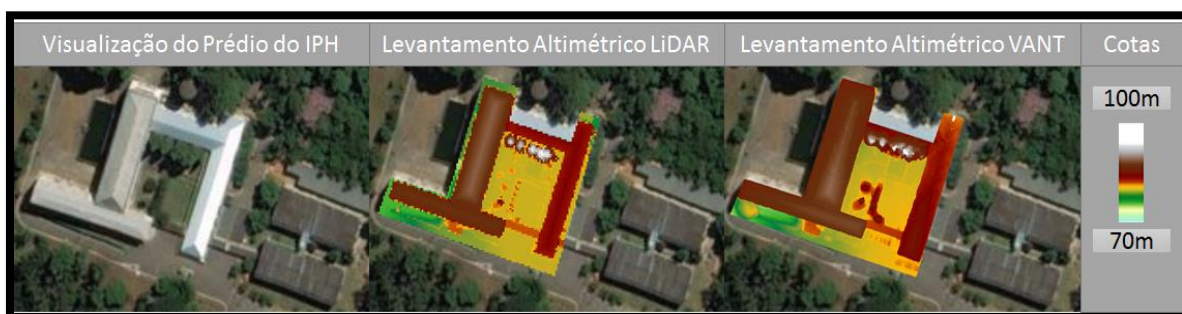 Visualização do Prédio do IPH
Levantamento Altimétrico LiDAR
Levantamento Altimétrico VANT
Cotas
100m
70m